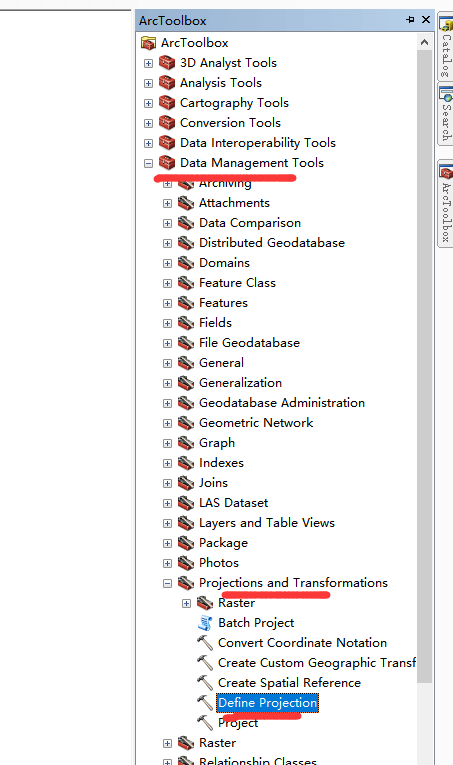 ArcToolbox
ArcToolbox
3D Analyst Tools
Analysis Tools
Cartography Tools
Conversion Tools
Data Interoperability Tools
Data Management Tools
Archiving
Attachments
Data Comparison
Distributed Geodatabase
Domains
Feature Class
Features
Fields
File Geodatabase
General
Generalization
Geodatabase Administration
Geometric Network
Graph
Indexes
Joins
LAS Dataset
Layers and Table Views
Package
Photos
Projections and Transformations
Raster
Batch Project
Convert Coordinate Notation
Create Custom Geographic Transf
Create Spatial Reference
Define Projection
Project
Raster
Relationship Classes
Catalog
Search
ArcToolbox